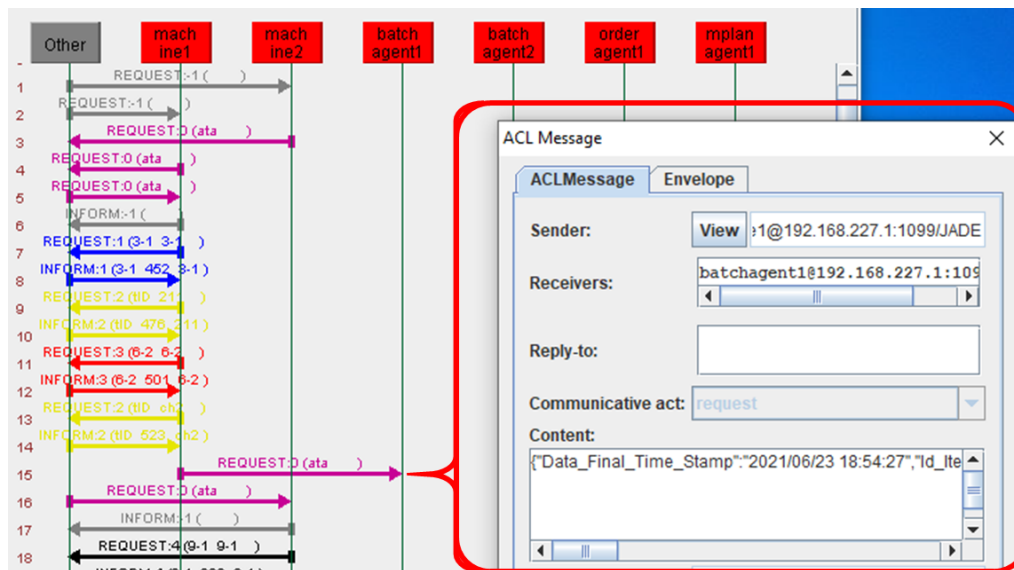 Other
mach
ine1
mach
ine2
batch
agent1
batch
agent2
order
agent1
mplan
agent1
1 REQUEST:-1 ( )
2 REQUEST:-1 ( )
3 REQUEST:0 (ata )
4 REQUEST:0 (ata )
5 REQUEST:0 (ata )
6 INFORM:-1 ( )
7 REQUEST:1 (3-1 3-1 )
8 INFORM:1 (3-1 452 3-1 )
9 REQUEST:2 (tID 211 )
10 INFORM:2 (tID 476 211 )
11 REQUEST:3 (6-2 6-2 )
12 INFORM:3 (6-2 501 6-2 )
13 REQUEST:2 (tID ch2 )
14 INFORM:2 (tID 523 ch2 )
15 REQUEST:0 (ata )
16 REQUEST:0 (ata )
17 INFORM:-1 ( )
18 REQUEST:4 (9-1 9-1 )
ACL Message
ACLMessage Envelope
Sender: View e1@192.168.227.1:1099/JADE
Receivers: batchagent1@192.168.227.1:109
Reply-to:
Communicative act: request
Content:
{"Data_Final_Time_Stamp":"2021/06/23 18:54:27","Id_Ite